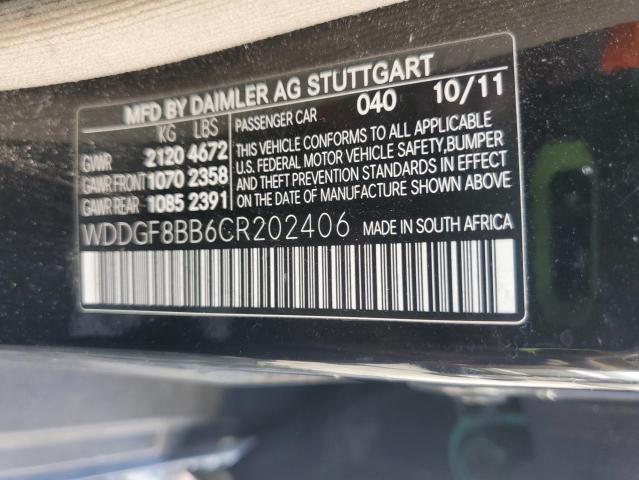 MFD BY DAIMLER AG STUTTGART
KG LBS PASSENGER CAR 040 10/11
GVWR 2120 4672
GAWR FRONT 1070 2358
GAWR REAR 1085 2391
THIS VEHICLE CONFORMS TO ALL APPLICABLE
U.S. FEDERAL MOTOR VEHICLE SAFETY,BUMPER
AND THEFT PREVENTION STANDARDS IN EFFECT
ON THE DATE OF MANUFACTURE SHOWN ABOVE
WDDGF8BB6CR202406 MADE IN SOUTH AFRICA